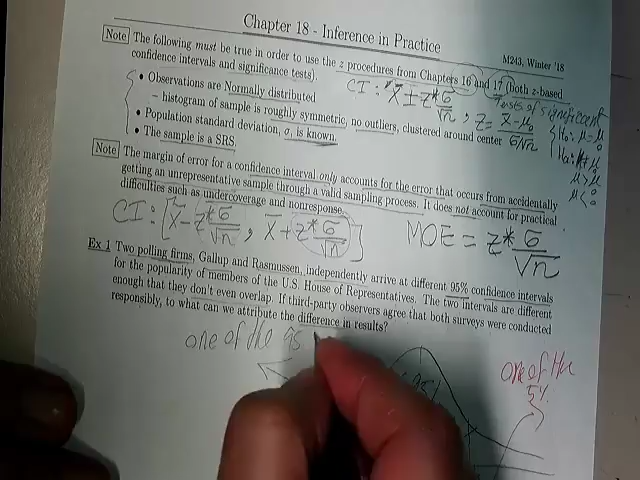 Chapter 18 - Inference in Practice
M243, Winter '18
Note The following must be true in order to use the z procedures from Chapters 16 and 17 (both z-based
confidence intervals and significance tests).
• Observations are Normally distributed
– histogram of sample is roughly symmetric, no outliers, clustered around center
• Population standard deviation, σ, is known.
• The sample is a SRS.
CI: x̄ ± z* σ/√n , z = x̄ - μ₀ / σ/√n
Tests of significant
H₀: μ = μ₀
Hₐ: μ ≠ μ₀
μ > μ₀
μ < μ₀
Note The margin of error for a confidence interval only accounts for the error that occurs from accidentally
getting an unrepresentative sample through a valid sampling process. It does not account for practical
difficulties such as undercoverage and nonresponse.
CI: [x̄ - z* σ/√n , x̄ + z* σ/√n]
MOE = z* σ/√n
Ex 1 Two polling firms, Gallup and Rasmussen, independently arrive at different 95% confidence intervals
for the popularity of members of the U.S. House of Representatives. The two intervals are different
enough that they don't even overlap. If third-party observers agree that both surveys were conducted
responsibly, to what can we attribute the difference in results?
one of the 95
95%
one of the
5%